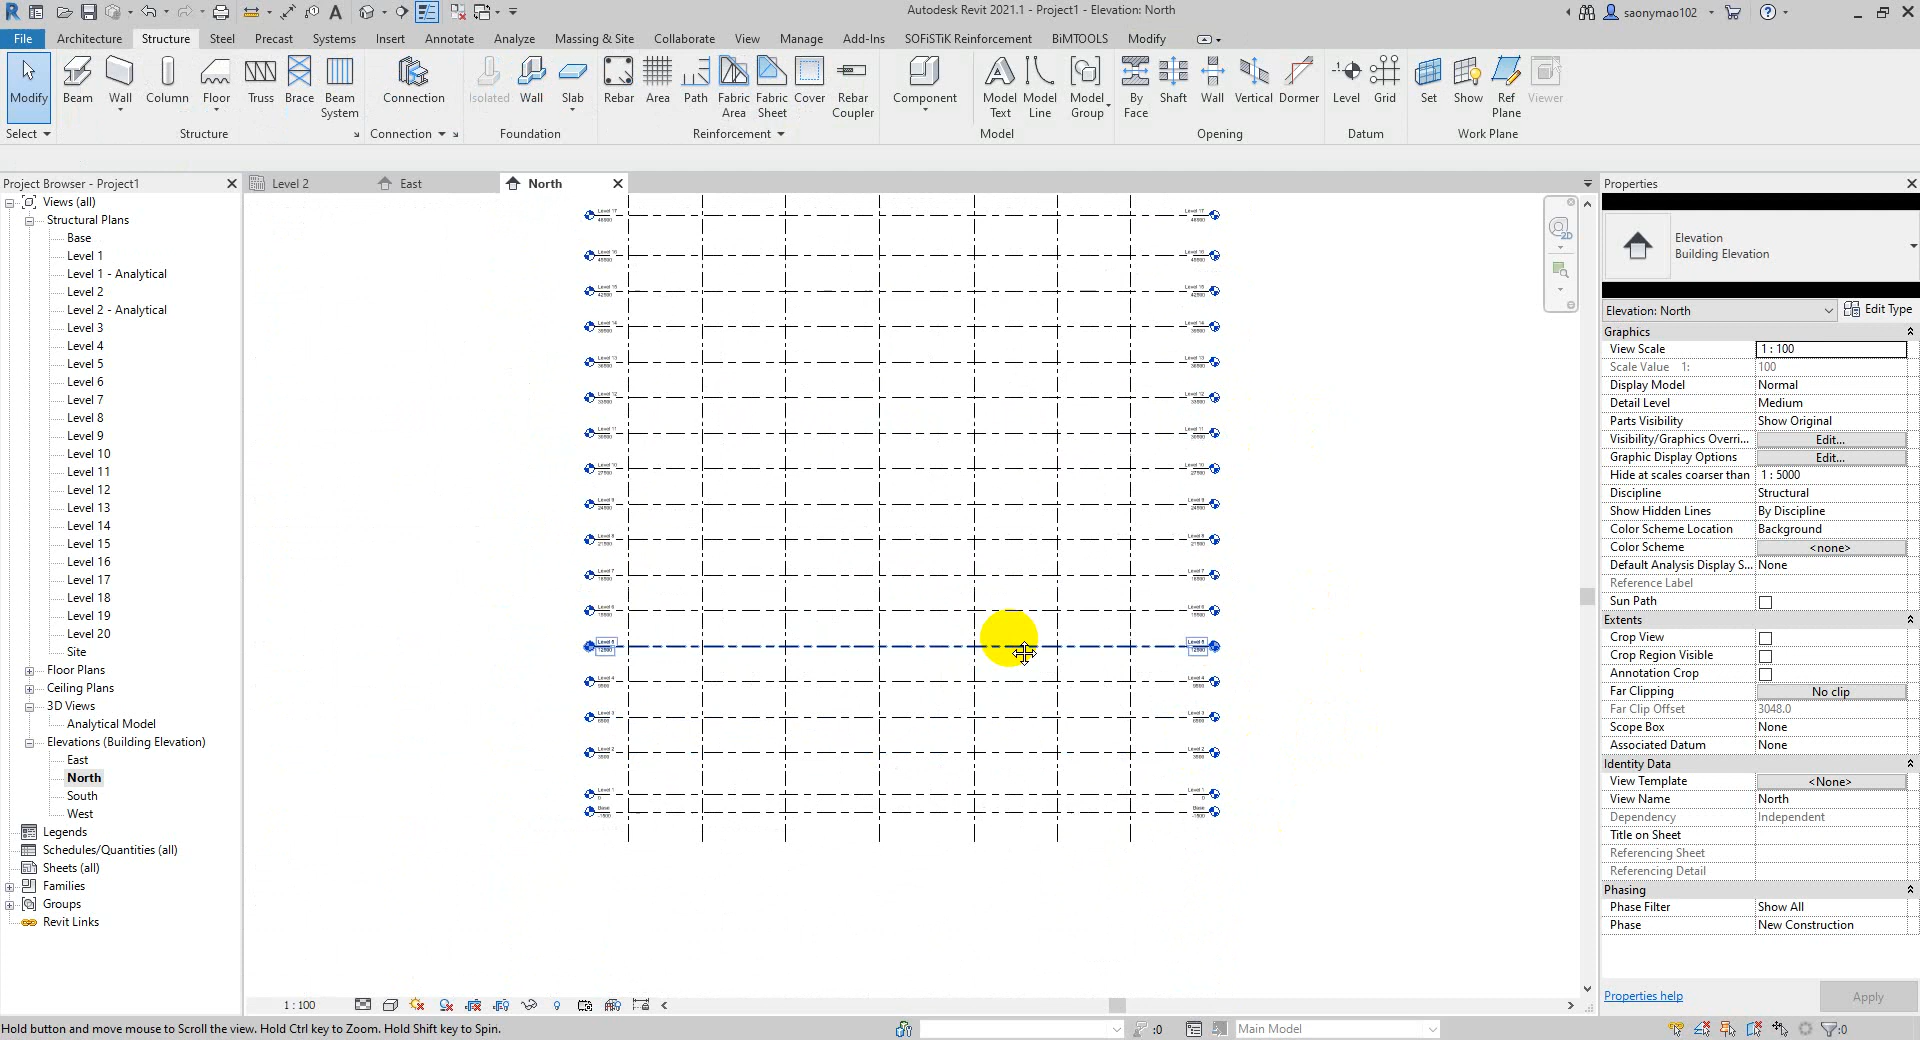 Autodesk Revit 2021.1 - Project1 - Elevation: North
saonymao102
File Architecture Structure Steel Precast Systems Insert Annotate Analyze Massing & Site Collaborate View Manage Add-Ins SOFiSTiK Reinforcement BiMTOOLS Modify
Modify Beam Wall Column Floor Truss Brace Beam System Connection Isolated Wall Slab Rebar Area Path Fabric Area Fabric Sheet Cover Rebar Coupler Component Model Text Model Line Model Group By Face Shaft Wall Vertical Dormer Level Grid Set Show Ref Plane Viewer
Select Structure Connection Foundation Reinforcement Model Opening Datum Work Plane
Project Browser - Project1
Level 2 East North
Properties
Views (all)
Structural Plans
Base
Level 1
Level 1 - Analytical
Level 2
Level 2 - Analytical
Level 3
Level 4
Level 5
Level 6
Level 7
Level 8
Level 9
Level 10
Level 11
Level 12
Level 13
Level 14
Level 15
Level 16
Level 17
Level 18
Level 19
Level 20
Site
Floor Plans
Ceiling Plans
3D Views
Analytical Model
Elevations (Building Elevation)
East
North
South
West
Legends
Schedules/Quantities (all)
Sheets (all)
Families
Groups
Revit Links
2D
Elevation
Building Elevation
Elevation: North Edit Type
Graphics
View Scale 1 : 100
Scale Value 1: 100
Display Model Normal
Detail Level Medium
Parts Visibility Show Original
Visibility/Graphics Overri... Edit...
Graphic Display Options Edit...
Hide at scales coarser than 1 : 5000
Discipline Structural
Show Hidden Lines By Discipline
Color Scheme Location Background
Color Scheme <none>
Default Analysis Display S... None
Reference Label
Sun Path
Extents
Crop View
Crop Region Visible
Annotation Crop
Far Clipping No clip
Far Clip Offset 3048.0
Scope Box None
Associated Datum None
Identity Data
View Template <None>
View Name North
Dependency Independent
Title on Sheet
Referencing Sheet
Referencing Detail
Phasing
Phase Filter Show All
Phase New Construction
Properties help Apply
1 : 100
Hold button and move mouse to Scroll the view. Hold Ctrl key to Zoom. Hold Shift key to Spin.
:0
Main Model
:0